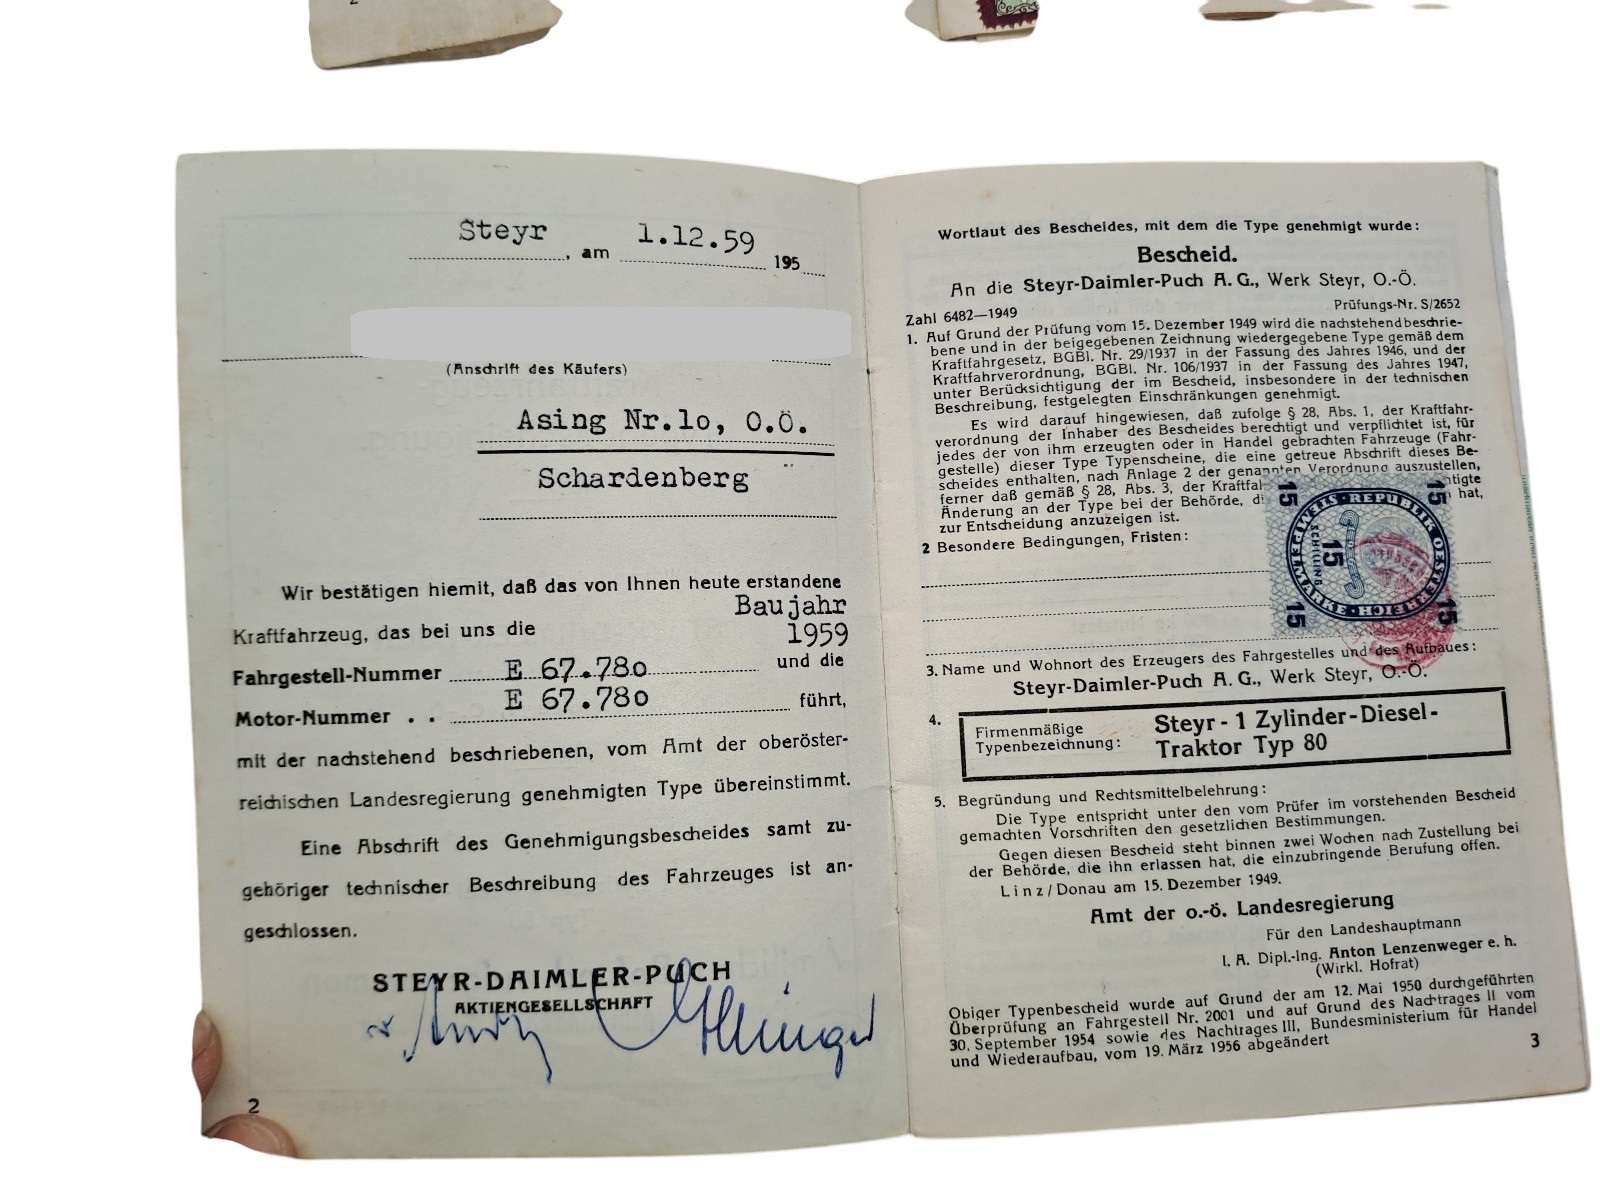 2
Steyr, am 1.12.59 195
(Anschrift des Käufers)
Asing Nr.lo, O.Ö.
Schardenberg
Wir bestätigen hiemit, daß das von Ihnen heute erstandene
Baujahr
Kraftfahrzeug, das bei uns die 1959
Fahrgestell-Nummer E 67.780 und die
Motor-Nummer . . E 67.780 führt,
mit der nachstehend beschriebenen, vom Amt der oberöster-
reichischen Landesregierung genehmigten Type übereinstimmt.
Eine Abschrift des Genehmigungsbescheides samt zu-
gehöriger technischer Beschreibung des Fahrzeuges ist an-
geschlossen.
STEYR-DAIMLER-PUCH
AKTIENGESELLSCHAFT
2
Wortlaut des Bescheides, mit dem die Type genehmigt wurde:
Bescheid.
An die Steyr-Daimler-Puch A. G., Werk Steyr, O.-Ö.
Zahl 6482—1949 Prüfungs-Nr. S/2652
1. Auf Grund der Prüfung vom 15. Dezember 1949 wird die nachstehend beschrie-
bene und in der beigegebenen Zeichnung wiedergegebene Type gemäß dem
Kraftfahrgesetz, BGBl. Nr. 29/1937 in der Fassung des Jahres 1946, und der
Kraftfahrverordnung, BGBl. Nr. 106/1937 in der Fassung des Jahres 1947,
unter Berücksichtigung der im Bescheid, insbesondere in der technischen
Beschreibung, festgelegten Einschränkungen genehmigt.
Es wird darauf hingewiesen, daß zufolge § 28, Abs. 1, der Kraftfahr-
verordnung der Inhaber des Bescheides berechtigt und verpflichtet ist, für
jedes der von ihm erzeugten oder in Handel gebrachten Fahrzeuge (Fahr-
gestelle) dieser Type Typenscheine, die eine getreue Abschrift dieses Be-
scheides enthalten, nach Anlage 2 der genannten Verordnung auszustellen,
ferner daß gemäß § 28, Abs. 3, der Kraftfa tigte
Änderung an der Type bei der Behörde, di hat,
zur Entscheidung anzuzeigen ist.
15 15
STEMPELMARKE · REPUBLIK OESTERREICH
15
SCHILLING
15 15
2 Besondere Bedingungen, Fristen:
3. Name und Wohnort des Erzeugers des Fahrgestelles und des Aufbaues:
Steyr-Daimler-Puch A. G., Werk Steyr, O.-Ö.
4. Firmenmäßige Typenbezeichnung: Steyr - 1 Zylinder - Diesel-
Traktor Typ 80
5. Begründung und Rechtsmittelbelehrung:
Die Type entspricht unter den vom Prüfer im vorstehenden Bescheid
gemachten Vorschriften den gesetzlichen Bestimmungen.
Gegen diesen Bescheid steht binnen zwei Wochen nach Zustellung bei
der Behörde, die ihn erlassen hat, die einzubringende Berufung offen.
Linz/Donau am 15. Dezember 1949.
Amt der o.-ö. Landesregierung
Für den Landeshauptmann
I. A. Dipl.-Ing. Anton Lenzenweger e. h.
(Wirkl. Hofrat)
Obiger Typenbescheid wurde auf Grund der am 12. Mai 1950 durchgeführten
Überprüfung an Fahrgestell Nr. 2001 und auf Grund des Nachtrages II vom
30. September 1954 sowie des Nachtrages III, Bundesministerium für Handel
und Wiederaufbau, vom 19. März 1956 abgeändert
3